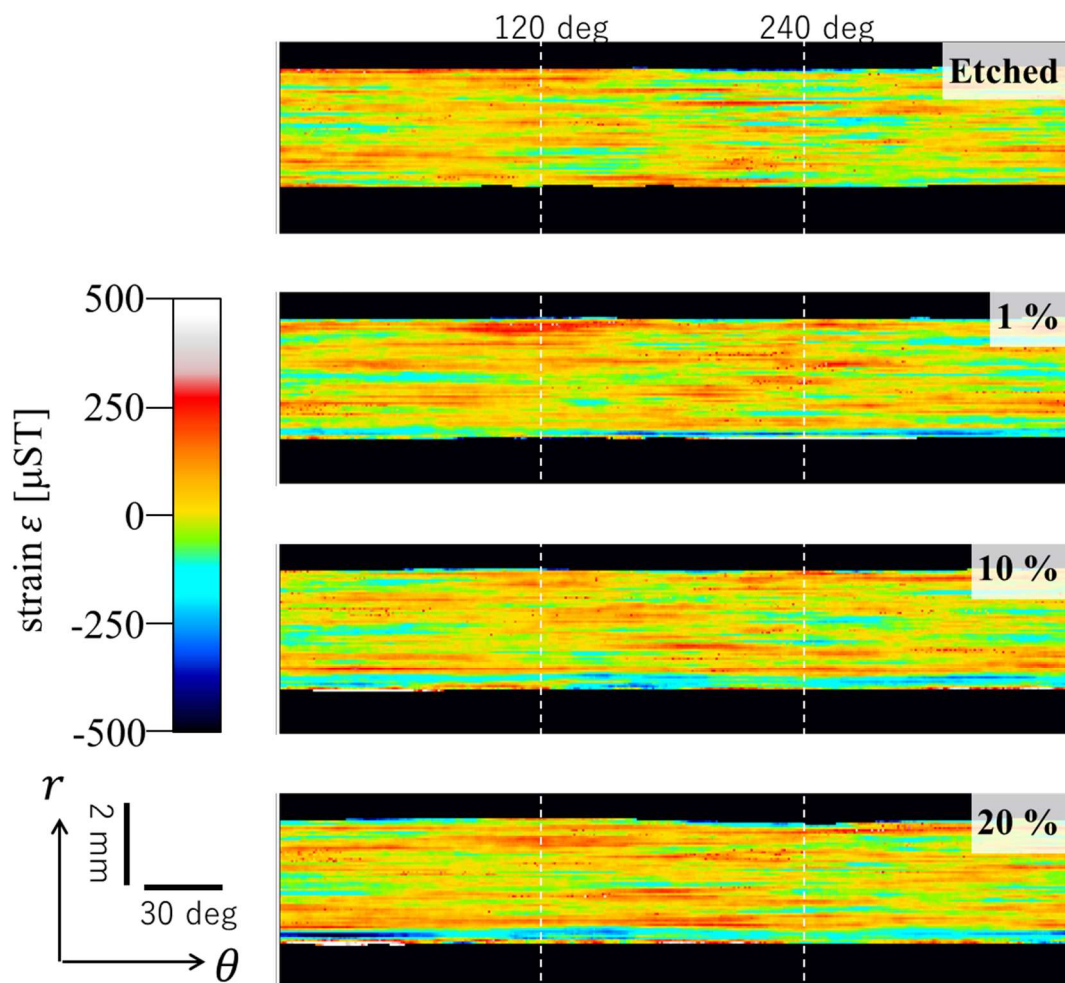 120 deg
240 deg
Etched
500
250
0
-250
-500
strain ε [μST]
1 %
10 %
20 %
r
2 mm
30 deg
θ